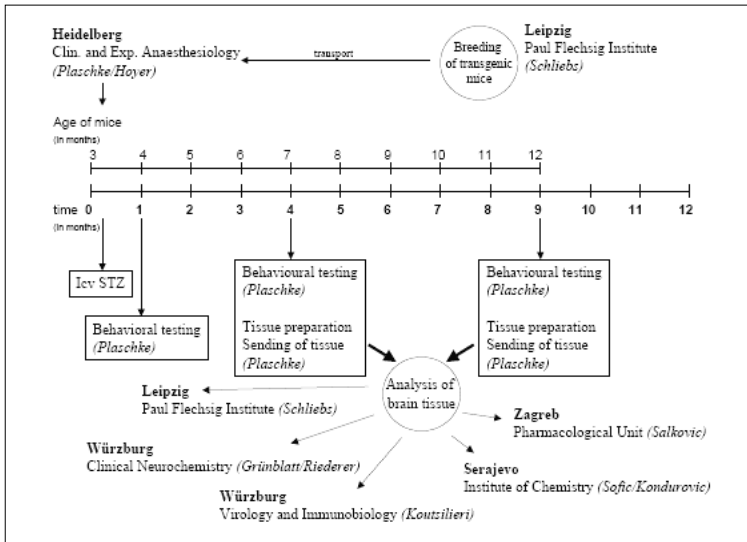 Heidelberg
Clin. and Exp. Anaesthesiology
(Plaschke/Hoyer)
transport
Breeding
of transgenic
mice
Leipzig
Paul Flechsig Institute
(Schliebs)
Age of mice
(in months)
3 4 5 6 7 8 9 10 11 12
time 0 1 2 3 4 5 6 7 8 9 10 11 12
(in months)
Icv STZ
Behavioral testing
(Plaschke)
Behavioural testing
(Plaschke)
Tissue preparation
Sending of tissue
(Plaschke)
Behavioural testing
(Plaschke)
Tissue preparation
Sending of tissue
(Plaschke)
Analysis of
brain tissue
Leipzig
Paul Flechsig Institute (Schliebs)
Würzburg
Clinical Neurochemistry (Grünblatt/Riederer)
Würzburg
Virology and Immunobiology (Koutsilieri)
Zagreb
Pharmacological Unit (Salkovic)
Serajevo
Institute of Chemistry (Sofic/Kondurovic)